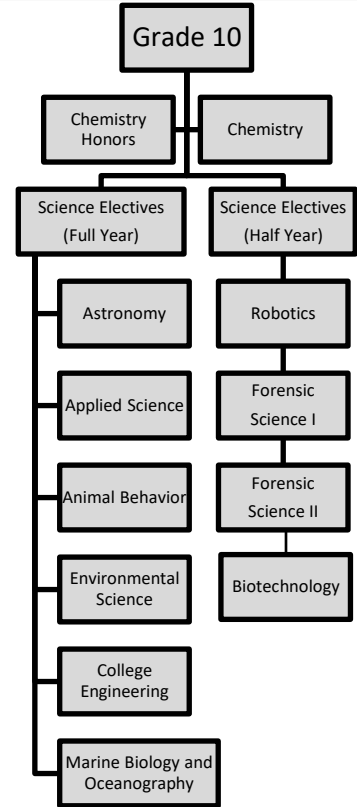 Grade 10
Chemistry
Honors
Chemistry
Science Electives
(Full Year)
Science Electives
(Half Year)
Astronomy
Applied Science
Animal Behavior
Environmental
Science
College
Engineering
Marine Biology and
Oceanography
Robotics
Forensic
Science I
Forensic
Science II
Biotechnology